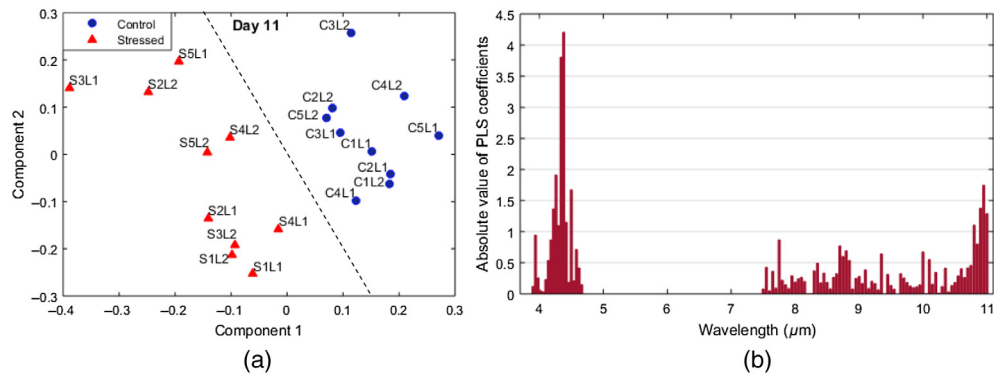 Control
Stressed
Day 11
C3L2
S5L1
S3L1
S2L2
C4L2
C2L2
C5L2
C3L1
C5L1
S4L2
S5L2
C1L1
C2L1
C1L2
C4L1
S2L1
S4L1
S3L2
S1L2
S1L1
0.3
0.2
0.1
0
−0.1
−0.2
−0.3
−0.4 −0.3 −0.2 −0.1 0 0.1 0.2 0.3
Component 2
Component 1
(a)
4.5
4
3.5
3
2.5
2
1.5
1
0.5
0
4 5 6 7 8 9 10 11
Absolute value of PLS coefficients
Wavelength (µm)
(b)